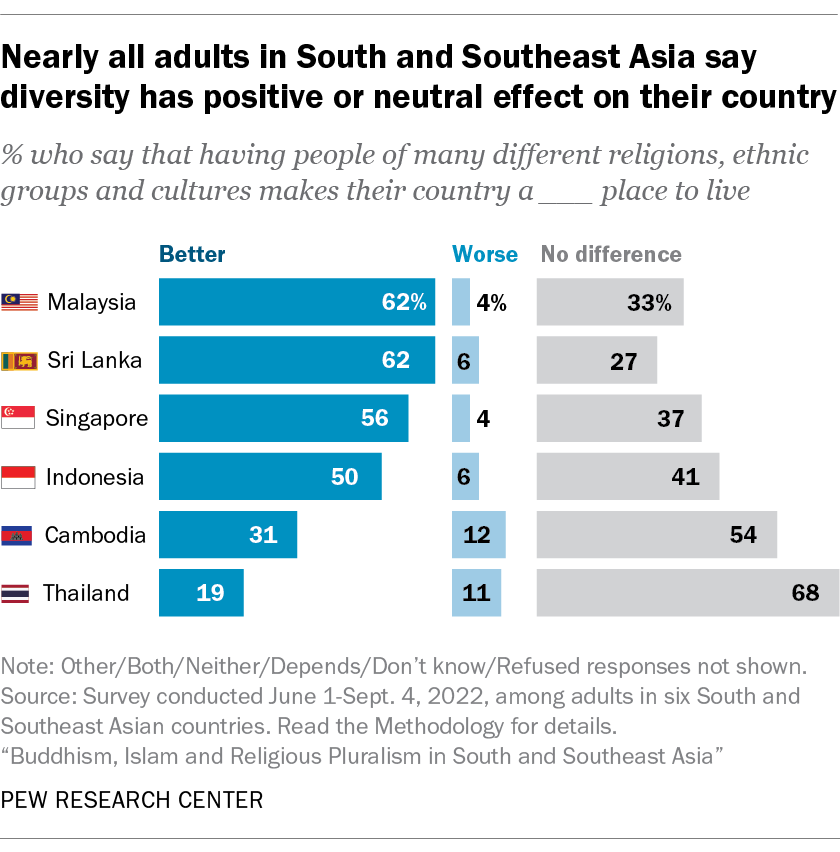 Nearly all adults in South and Southeast Asia say
diversity has positive or neutral effect on their country
% who say that having people of many different religions, ethnic
groups and cultures makes their country a ___ place to live
Better Worse No difference
Malaysia 62% 4% 33%
Sri Lanka 62 6 27
Singapore 56 4 37
Indonesia 50 6 41
Cambodia 31 12 54
Thailand 19 11 68
Note: Other/Both/Neither/Depends/Don’t know/Refused responses not shown.
Source: Survey conducted June 1-Sept. 4, 2022, among adults in six South and
Southeast Asian countries. Read the Methodology for details.
“Buddhism, Islam and Religious Pluralism in South and Southeast Asia”
PEW RESEARCH CENTER